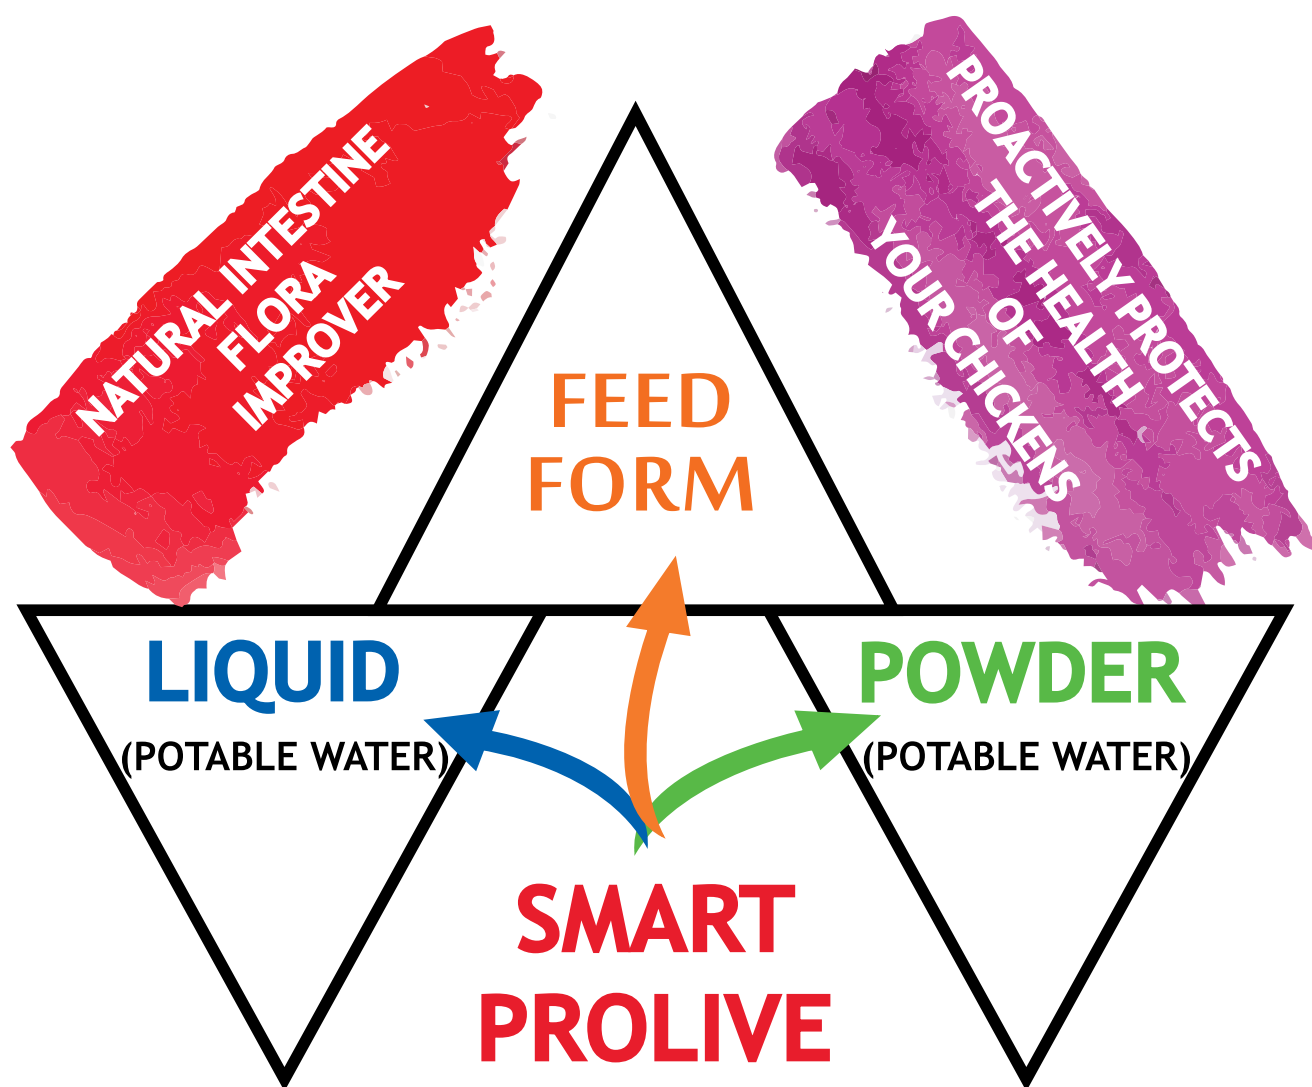 NATURAL INTESTINE
FLORA
IMPROVER
PROACTIVELY PROTECTS
THE HEALTH
OF
YOUR CHICKENS
FEED
FORM
LIQUID
(POTABLE WATER)
POWDER
(POTABLE WATER)
SMART
PROLIVE